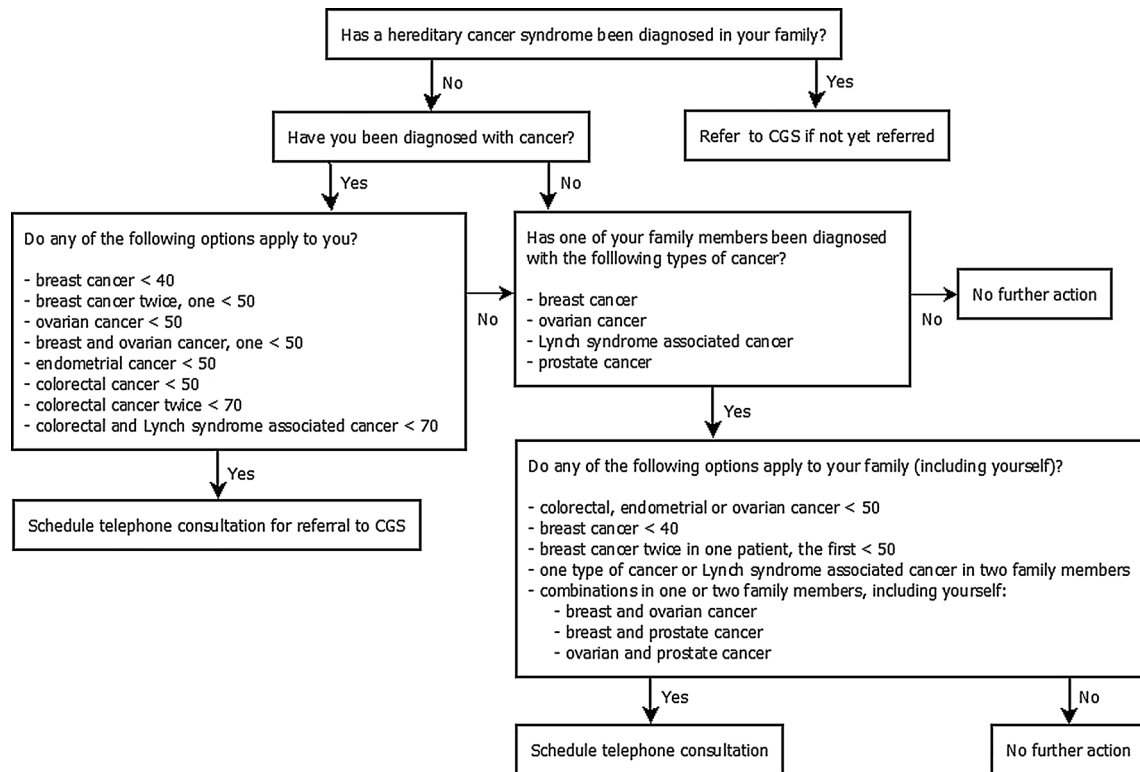 Has a hereditary cancer syndrome been diagnosed in your family?
No
Yes
Have you been diagnosed with cancer?
Refer to CGS if not yet referred
Yes
No
Do any of the following options apply to you?
- breast cancer < 40
- breast cancer twice, one < 50
- ovarian cancer < 50
- breast and ovarian cancer, one < 50
- endometrial cancer < 50
- colorectal cancer < 50
- colorectal cancer twice < 70
- colorectal and Lynch syndrome associated cancer < 70
No
Has one of your family members been diagnosed
with the folllowing types of cancer?
- breast cancer
- ovarian cancer
- Lynch syndrome associated cancer
- prostate cancer
No
No further action
Yes
Yes
Schedule telephone consultation for referral to CGS
Do any of the following options apply to your family (including yourself)?
- colorectal, endometrial or ovarian cancer < 50
- breast cancer < 40
- breast cancer twice in one patient, the first < 50
- one type of cancer or Lynch syndrome associated cancer in two family members
- combinations in one or two family members, including yourself:
- breast and ovarian cancer
- breast and prostate cancer
- ovarian and prostate cancer
Yes
No
Schedule telephone consultation
No further action